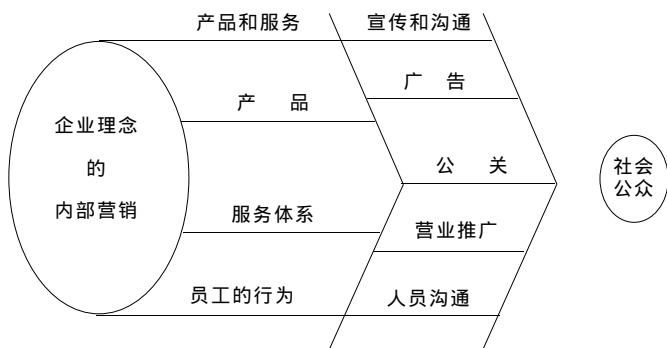 产品和服务 宣传和沟通
广 告
产 品
企业理念
的
内部营销
公 关
社会
公众
服务体系
营业推广
员工的行为 人员沟通